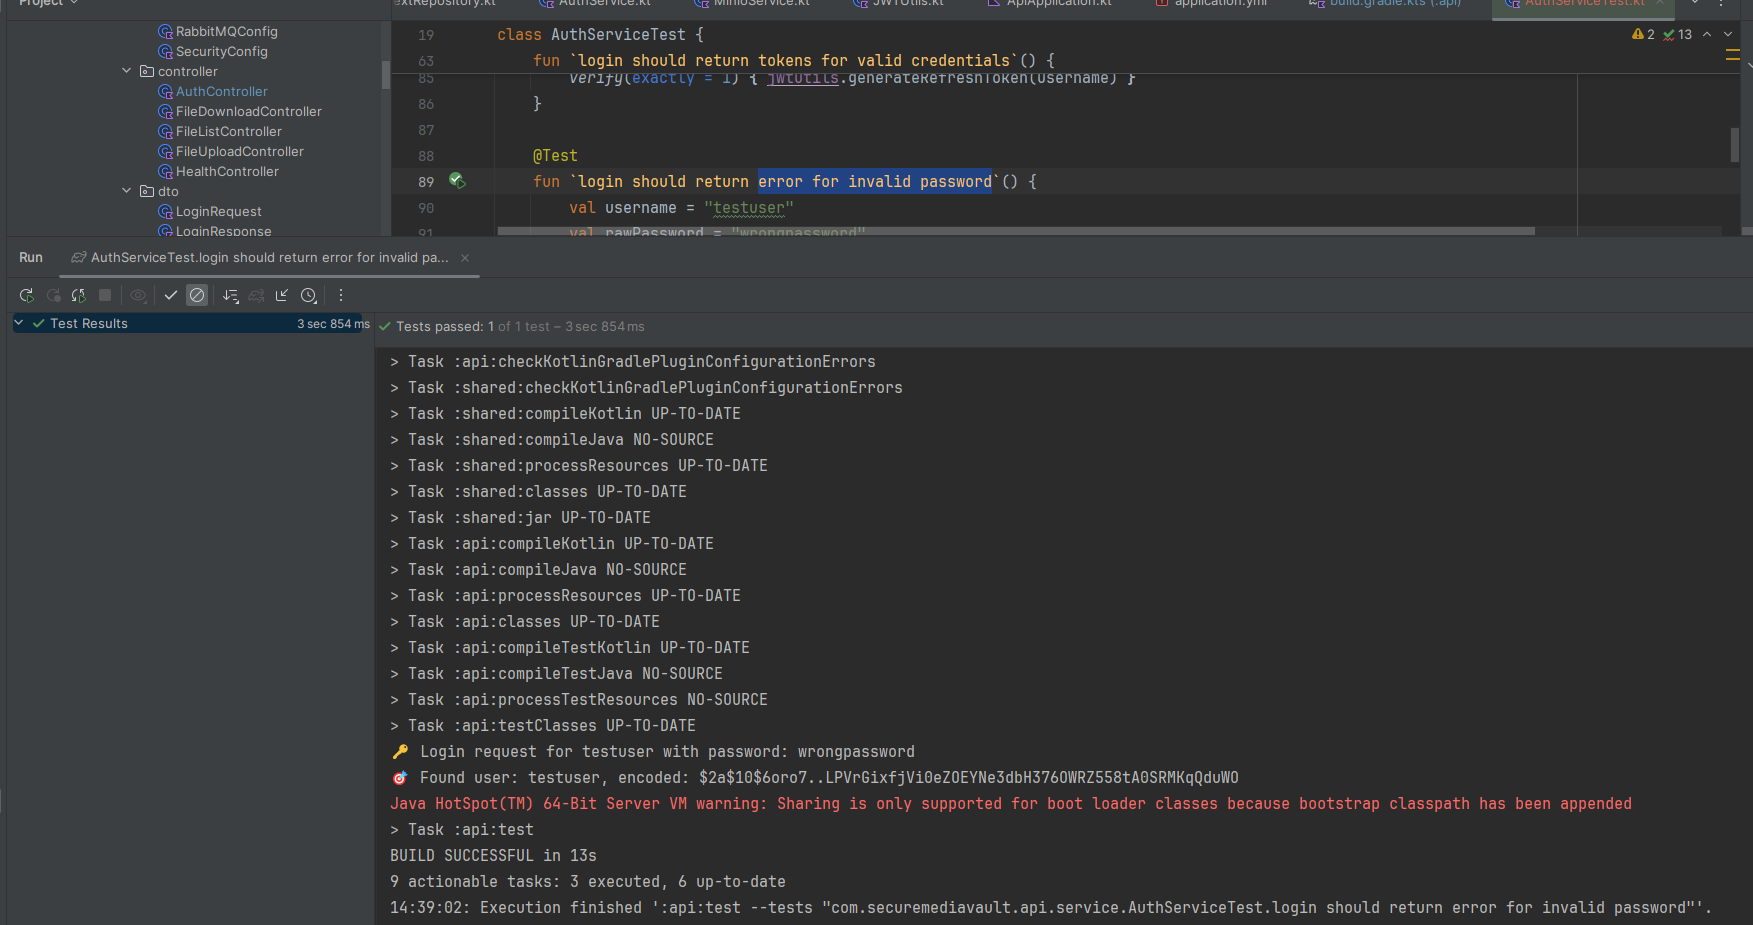 Project
extRepository.kt AuthService.kt MinioService.kt JWTUtils.kt ApiApplication.kt application.yml build.gradle.kts (:api) AuthServiceTest.kt
RabbitMQConfig
SecurityConfig
controller
AuthController
FileDownloadController
FileListController
FileUploadController
HealthController
dto
LoginRequest
LoginResponse
2 13
19 class AuthServiceTest {
63 fun `login should return tokens for valid credentials`() {
85 verify(exactly = 1) { jwtUtils.generateRefreshToken(username) }
86 }
87
88 @Test
89 fun `login should return error for invalid password`() {
90 val username = "testuser"
91 val rawPassword = "wrongpassword"
Run AuthServiceTest.login should return error for invalid pa...
Test Results 3 sec 854 ms
Tests passed: 1 of 1 test – 3 sec 854 ms
> Task :api:checkKotlinGradlePluginConfigurationErrors
> Task :shared:checkKotlinGradlePluginConfigurationErrors
> Task :shared:compileKotlin UP-TO-DATE
> Task :shared:compileJava NO-SOURCE
> Task :shared:processResources UP-TO-DATE
> Task :shared:classes UP-TO-DATE
> Task :shared:jar UP-TO-DATE
> Task :api:compileKotlin UP-TO-DATE
> Task :api:compileJava NO-SOURCE
> Task :api:processResources UP-TO-DATE
> Task :api:classes UP-TO-DATE
> Task :api:compileTestKotlin UP-TO-DATE
> Task :api:compileTestJava NO-SOURCE
> Task :api:processTestResources NO-SOURCE
> Task :api:testClasses UP-TO-DATE
🔑 Login request for testuser with password: wrongpassword
🎯 Found user: testuser, encoded: $2a$10$6oro7..LPVrGixfjVi0eZOEYNe3dbH376OWRZ558tA0SRMKqQduWO
Java HotSpot(TM) 64-Bit Server VM warning: Sharing is only supported for boot loader classes because bootstrap classpath has been appended
> Task :api:test
BUILD SUCCESSFUL in 13s
9 actionable tasks: 3 executed, 6 up-to-date
14:39:02: Execution finished ':api:test --tests "com.securemediavault.api.service.AuthServiceTest.login should return error for invalid password"'.